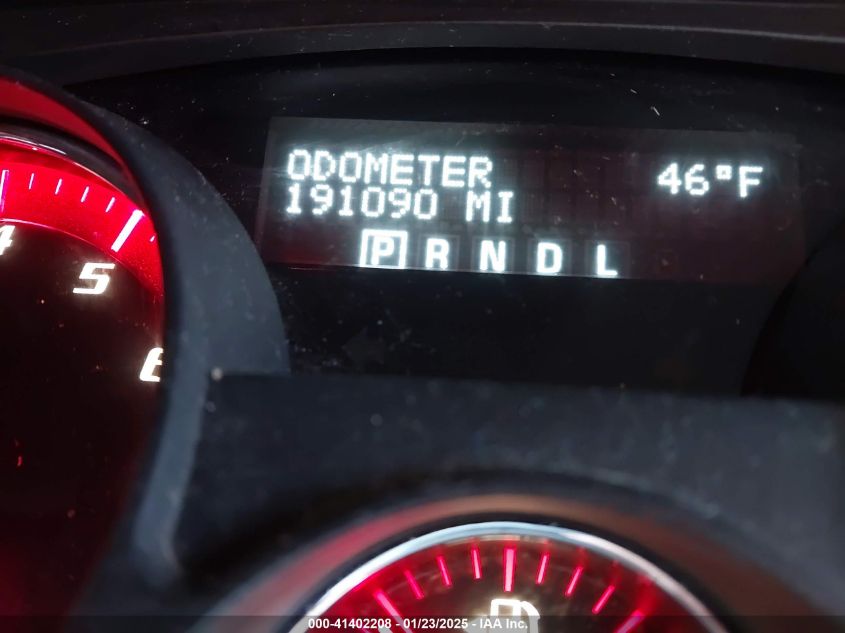 ODOMETER 46°F
191090 MI
P R N D L
4
5
6
000-41402208 - 01/23/2025 - IAA Inc.